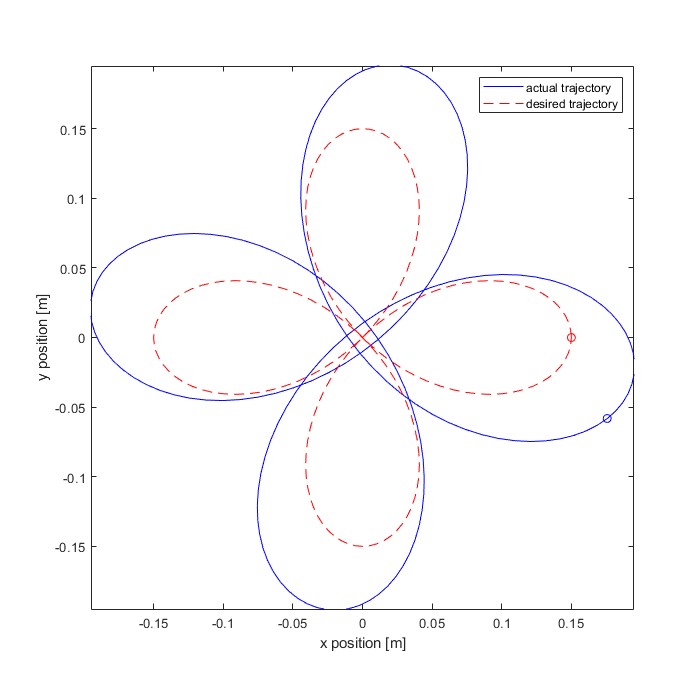 actual trajectory
desired trajectory
0.15
0.1
0.05
0
-0.05
-0.1
-0.15
y position [m]
-0.15 -0.1 -0.05 0 0.05 0.1 0.15
x position [m]